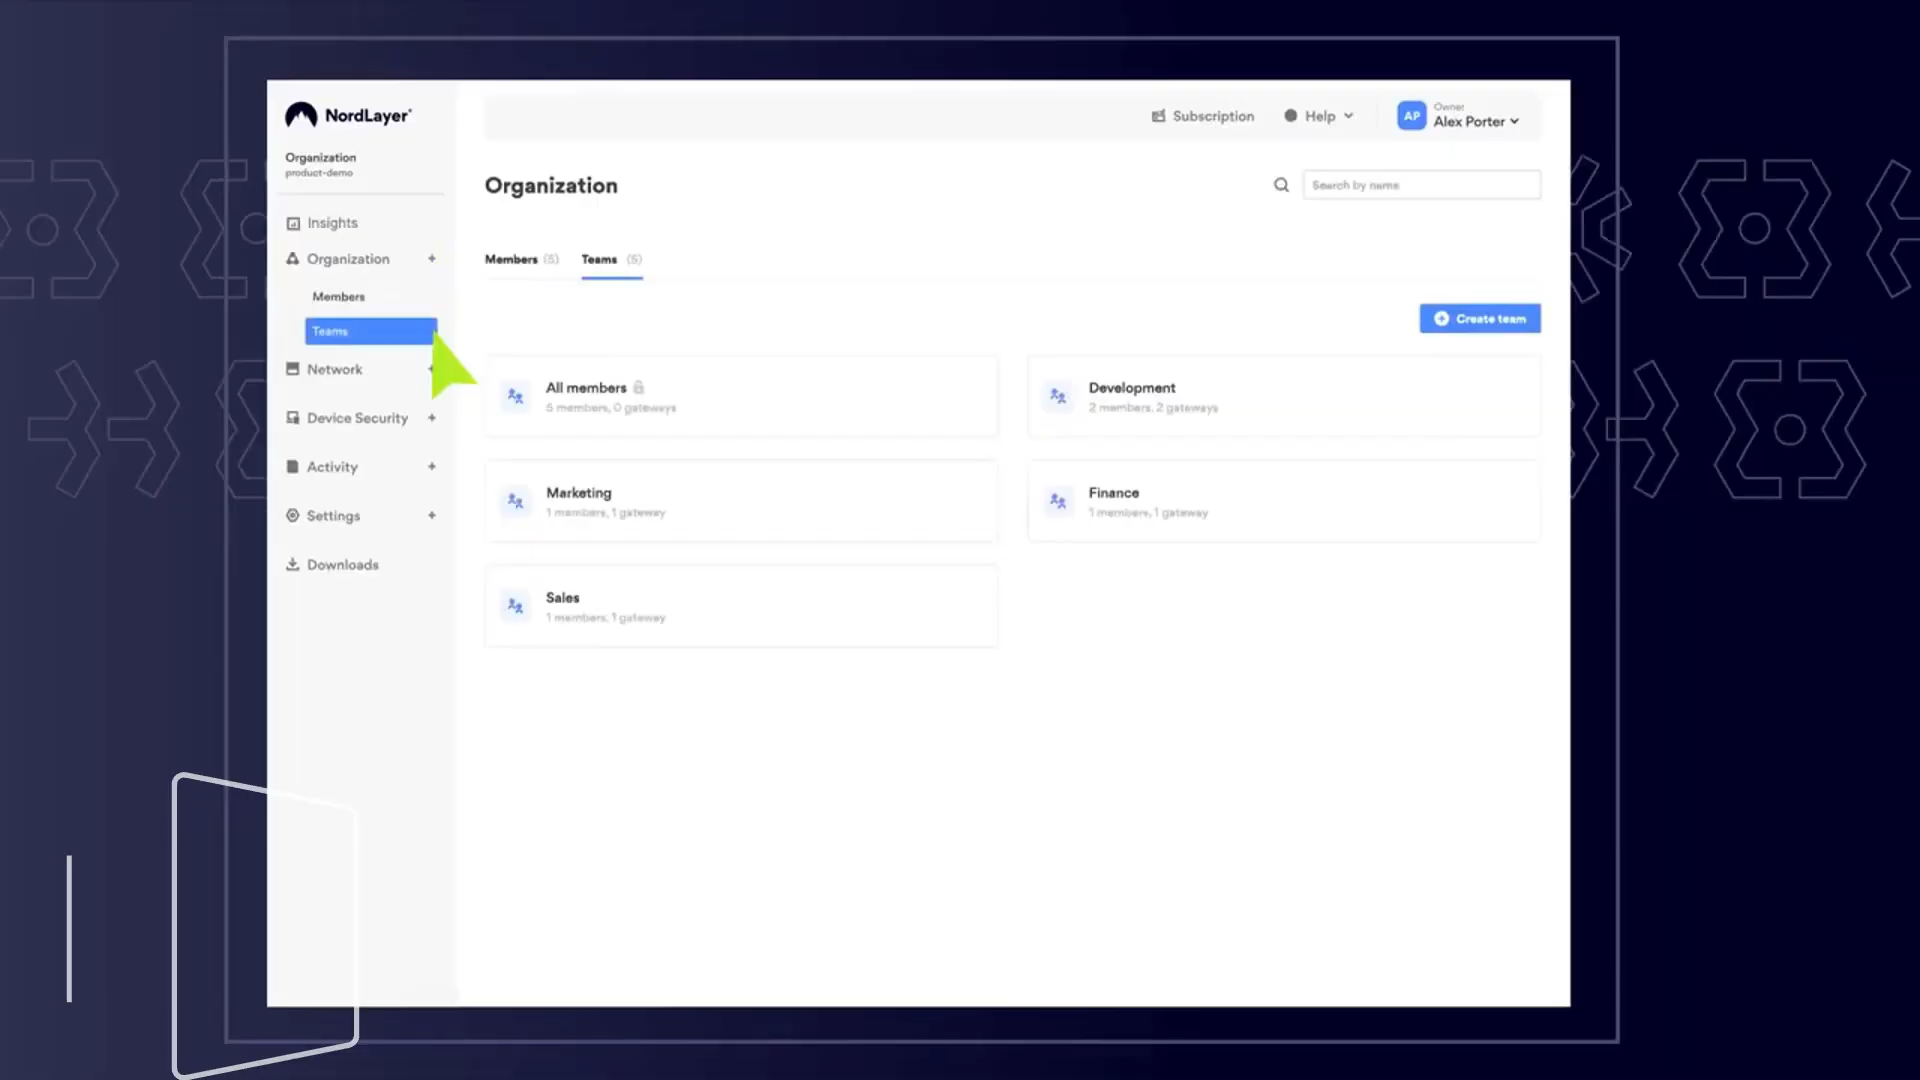 NordLayer
Organization
product-demo
Insights
Organization +
Members
Teams
Network
Device Security +
Activity +
Settings +
Downloads
Subscription
Help
AP
Owner
Alex Porter
Organization
Search by name
Members (5)
Teams (5)
Create team
All members
5 members, 0 gateways
Development
2 members, 2 gateways
Marketing
1 members, 1 gateway
Finance
1 members, 1 gateway
Sales
1 members, 1 gateway